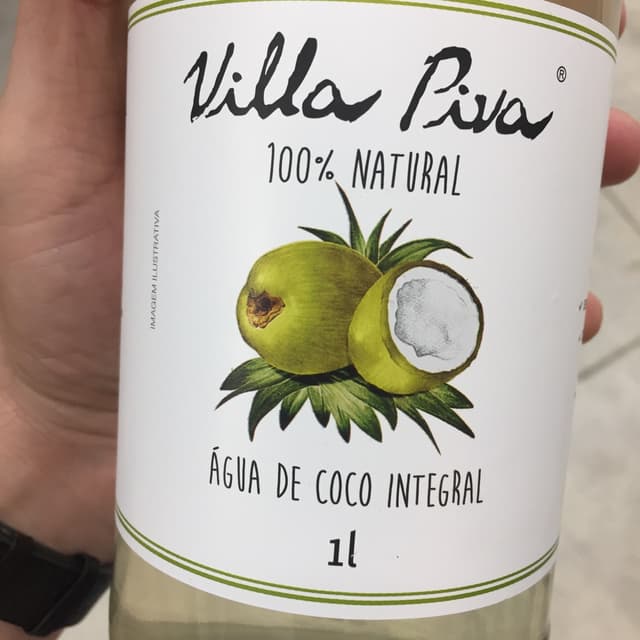 Villa Piva ®
100% NATURAL
IMAGEM ILUSTRATIVA
ÁGUA DE COCO INTEGRAL
1l